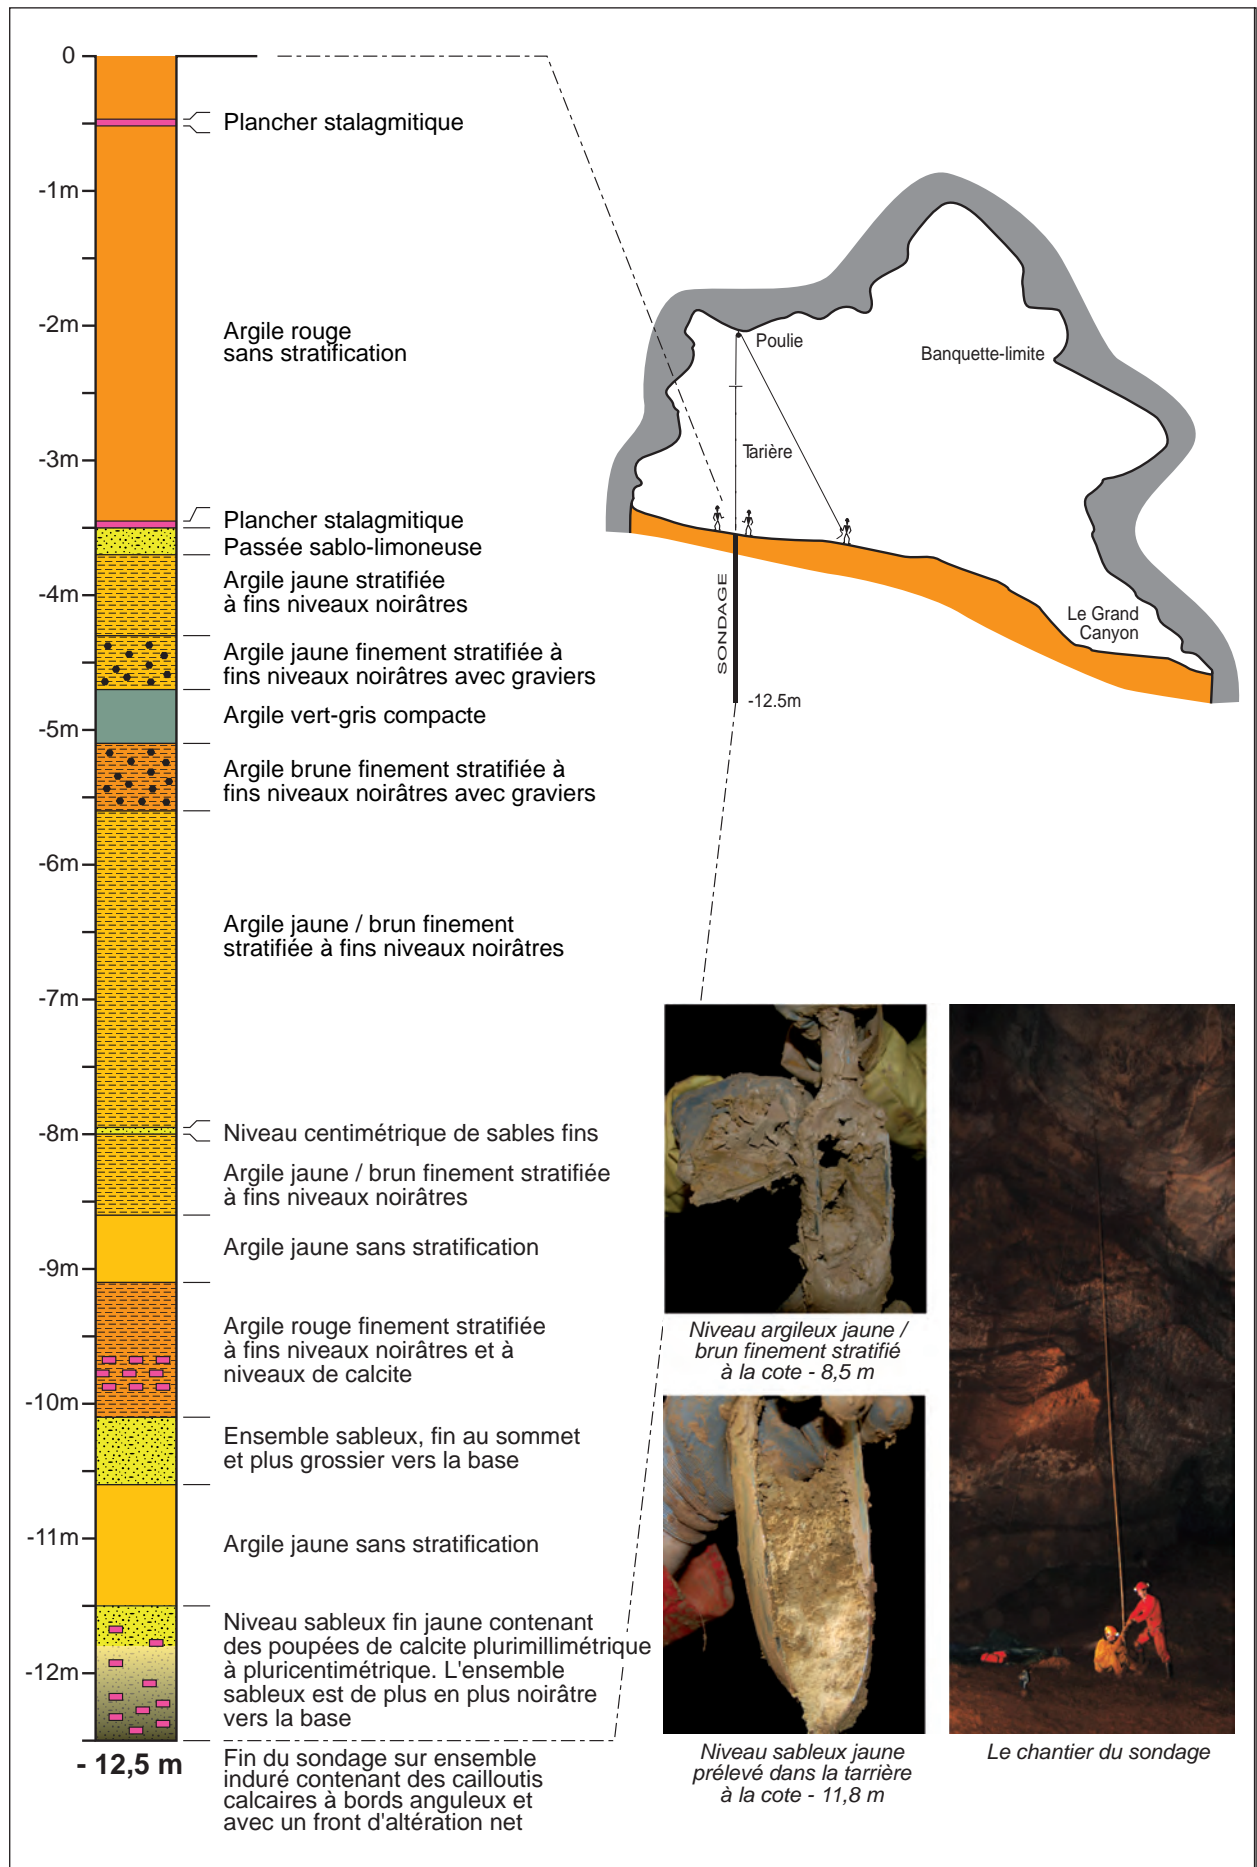 0
Plancher stalagmitique
-1m
-2m
Argile rouge
sans stratification
-3m
Plancher stalagmitique
Passée sablo-limoneuse
Argile jaune stratifiée
à fins niveaux noirâtres
-4m
Argile jaune finement stratifiée à
fins niveaux noirâtres avec graviers
Argile vert-gris compacte
-5m
Argile brune finement stratifiée à
fins niveaux noirâtres avec graviers
-6m
Argile jaune / brun finement
stratifiée à fins niveaux noirâtres
-7m
-8m
Niveau centimétrique de sables fins
Argile jaune / brun finement stratifiée
à fins niveaux noirâtres
Argile jaune sans stratification
-9m
Argile rouge finement stratifiée
à fins niveaux noirâtres et à
niveaux de calcite
-10m
Ensemble sableux, fin au sommet
et plus grossier vers la base
-11m
Argile jaune sans stratification
Niveau sableux fin jaune contenant
des poupées de calcite plurimillimétrique
à pluricentimétrique. L'ensemble
sableux est de plus en plus noirâtre
vers la base
-12m
- 12,5 m
Fin du sondage sur ensemble
induré contenant des cailloutis
calcaires à bords anguleux et
avec un front d'altération net
Poulie
Banquette-limite
Tarière
SONDAGE
Le Grand
Canyon
-12.5m
Niveau argileux jaune /
brun finement stratifié
à la cote - 8,5 m
Niveau sableux jaune
prélevé dans la tarrière
à la cote - 11,8 m
Le chantier du sondage